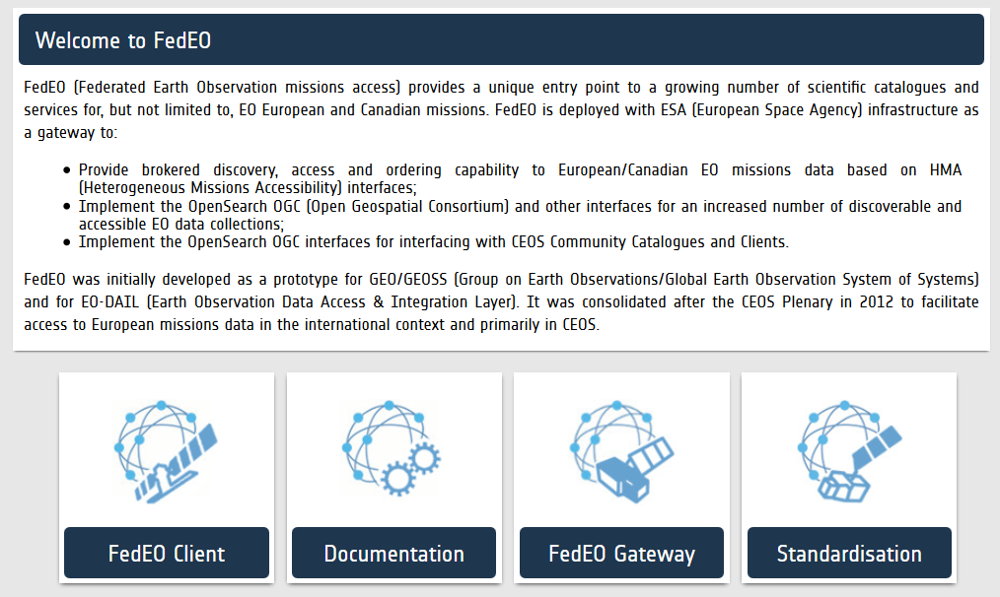 Welcome to FedEO
FedEO (Federated Earth Observation missions access) provides a unique entry point to a growing number of scientific catalogues and
services for, but not limited to, EO European and Canadian missions. FedEO is deployed with ESA (European Space Agency) infrastructure as
a gateway to:
● Provide brokered discovery, access and ordering capability to European/Canadian EO missions data based on HMA
(Heterogeneous Missions Accessibility) interfaces;
● Implement the OpenSearch OGC (Open Geospatial Consortium) and other interfaces for an increased number of discoverable and
accessible EO data collections;
● Implement the OpenSearch OGC interfaces for interfacing with CEOS Community Catalogues and Clients.
FedEO was initially developed as a prototype for GEO/GEOSS (Group on Earth Observations/Global Earth Observation System of Systems)
and for EO-DAIL (Earth Observation Data Access & Integration Layer). It was consolidated after the CEOS Plenary in 2012 to facilitate
access to European missions data in the international context and primarily in CEOS.
FedEO Client
Documentation
FedEO Gateway
Standardisation